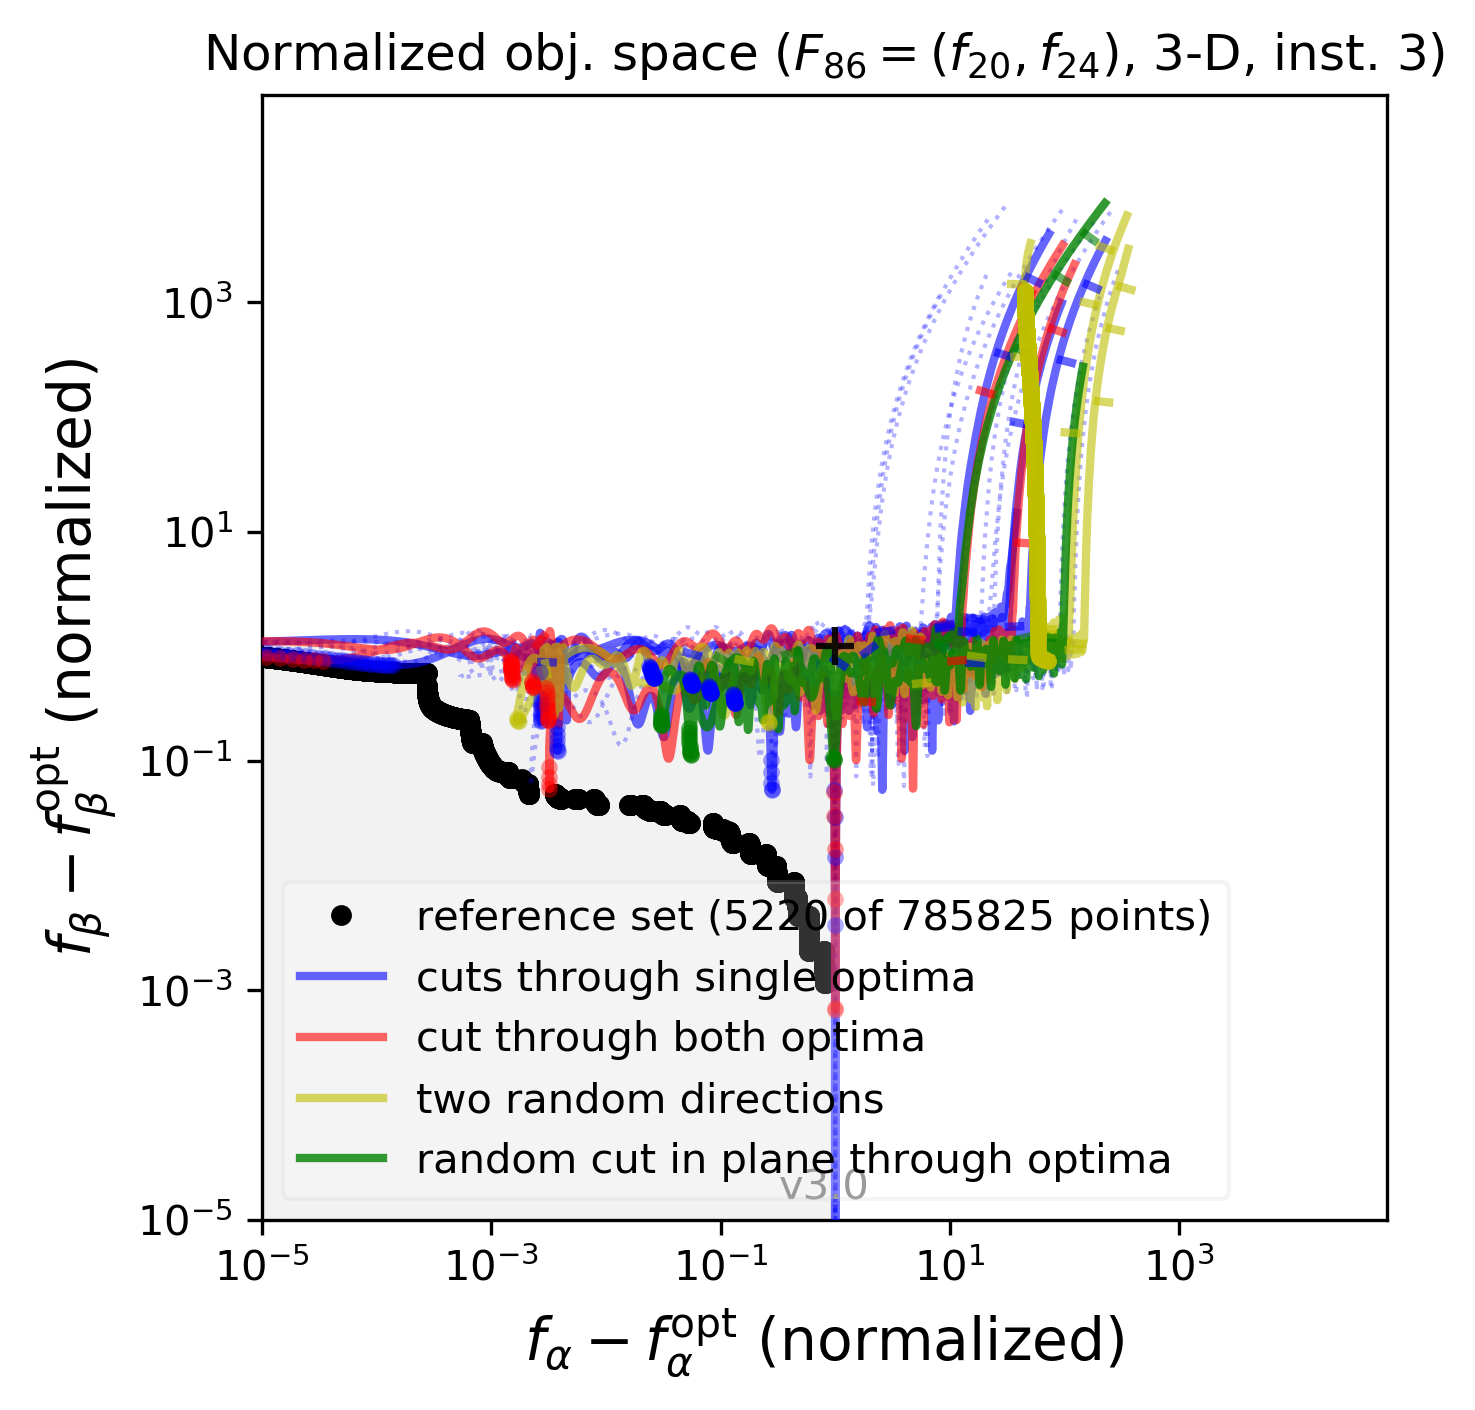 Normalized obj. space ($F_{86} = (f_{20}, f_{24})$, 3-D, inst. 3)
$f_\beta - f_\beta^{\mathrm{opt}}$ (normalized)
$10^3$
$10^1$
$10^{-1}$
$10^{-3}$
$10^{-5}$
reference set (5220 of 785825 points)
cuts through single optima
cut through both optima
two random directions
random cut in plane through optima
v3.0
$10^{-5}$ $10^{-3}$ $10^{-1}$ $10^1$ $10^3$
$f_\alpha - f_\alpha^{\mathrm{opt}}$ (normalized)